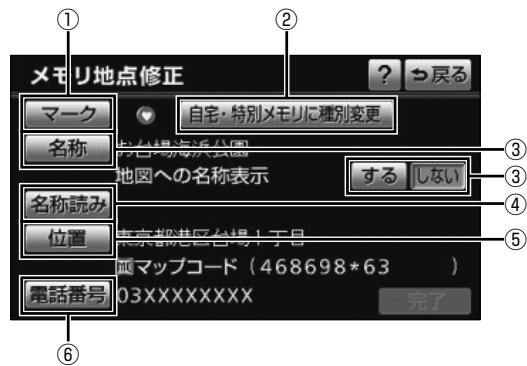 ① ②
メモリ地点修正 ? 戻る
マーク 自宅・特別メモリに種別変更
名称 お台場海浜公園 ③
地図への名称表示 する しない ③
名称読み ④
位置 東京都港区台場1丁目 ⑤
マップコード (468698*63 )
電話番号 03XXXXXXXX 完了
⑥